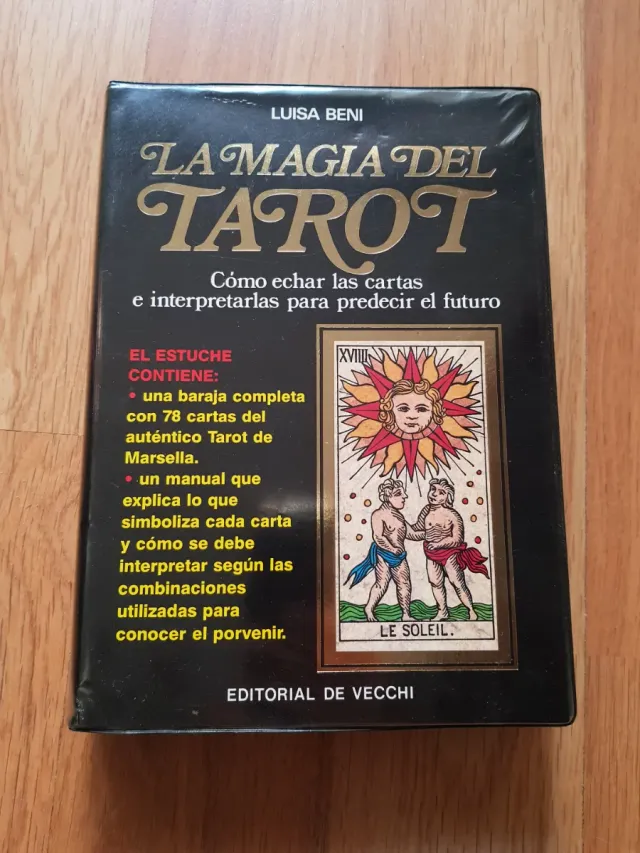 LUISA BENI
LA MAGIA DEL
TAROT
Cómo echar las cartas
e interpretarlas para predecir el futuro
EL ESTUCHE
CONTIENE:
• una baraja completa
con 78 cartas del
auténtico Tarot de
Marsella.
• un manual que
explica lo que
simboliza cada carta
y cómo se debe
interpretar según las
combinaciones
utilizadas para
conocer el porvenir.
XVIIII
LE SOLEIL.
EDITORIAL DE VECCHI